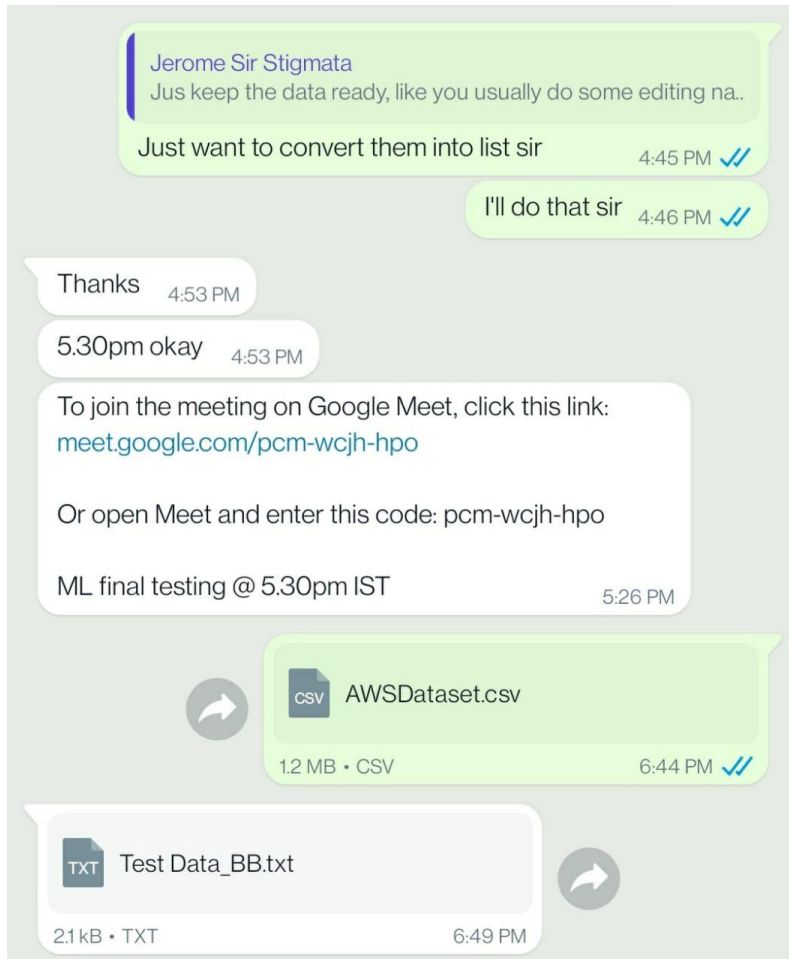 Jerome Sir Stigmata
Jus keep the data ready, like you usually do some editing na..
Just want to convert them into list sir
4:45 PM
I'll do that sir 4:46 PM
Thanks 4:53 PM
5.30pm okay 4:53 PM
To join the meeting on Google Meet, click this link:
meet.google.com/pcm-wcjh-hpo
Or open Meet and enter this code: pcm-wcjh-hpo
ML final testing @ 5.30pm IST
5:26 PM
CSV AWSDataset.csv
1.2 MB • CSV 6:44 PM
TXT Test Data_BB.txt
2.1 kB • TXT 6:49 PM